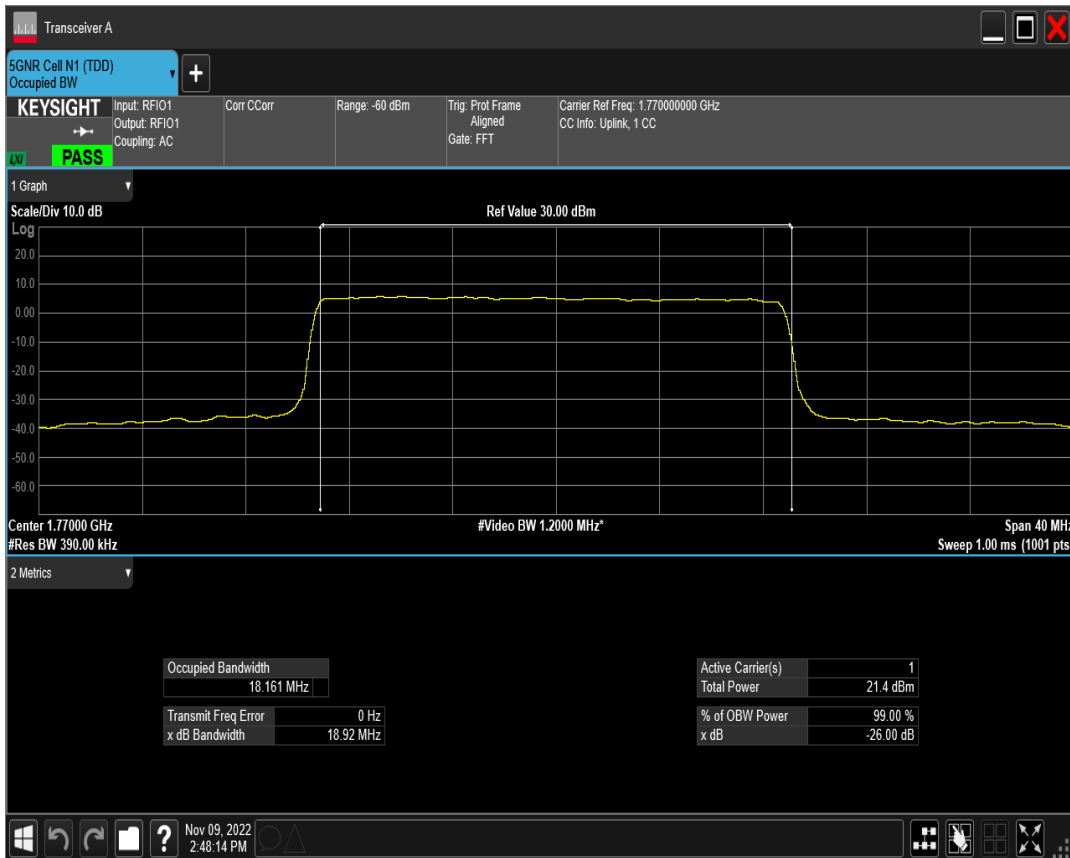 Transceiver A
5GNR Cell N1 (TDD)
Occupied BW
+
KEYSIGHT
LXI
PASS
Input: RFIO1
Output: RFIO1
Coupling: AC
Corr CCorr
Range: -60 dBm
Trig: Prot Frame
Aligned
Gate: FFT
Carrier Ref Freq: 1.770000000 GHz
CC Info: Uplink, 1 CC
1 Graph
Scale/Div 10.0 dB
Ref Value 30.00 dBm
Log
20.0
10.0
0.00
-10.0
-20.0
-30.0
-40.0
-50.0
-60.0
Center 1.77000 GHz
#Video BW 1.2000 MHz*
Span 40 MHz
#Res BW 390.00 kHz
Sweep 1.00 ms (1001 pts
2 Metrics
Occupied Bandwidth
18.161 MHz
Transmit Freq Error 0 Hz
x dB Bandwidth 18.92 MHz
Active Carrier(s) 1
Total Power 21.4 dBm
% of OBW Power 99.00 %
x dB -26.00 dB
?
Nov 09, 2022
2:48:14 PM